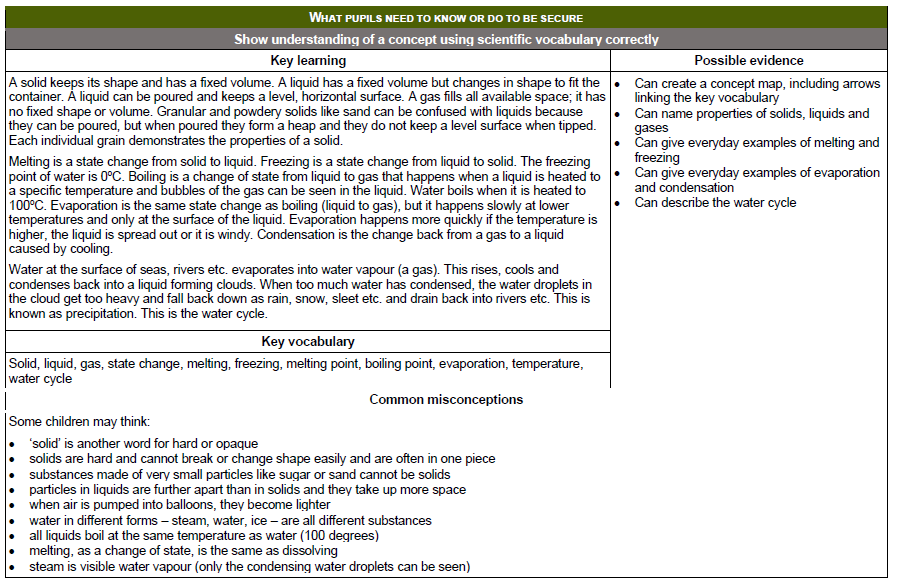 WHAT PUPILS NEED TO KNOW OR DO TO BE SECURE
Show understanding of a concept using scientific vocabulary correctly
Key learning
A solid keeps its shape and has a fixed volume. A liquid has a fixed volume but changes in shape to fit the
container. A liquid can be poured and keeps a level, horizontal surface. A gas fills all available space; it has
no fixed shape or volume. Granular and powdery solids like sand can be confused with liquids because
they can be poured, but when poured they form a heap and they do not keep a level surface when tipped.
Each individual grain demonstrates the properties of a solid.
Melting is a state change from solid to liquid. Freezing is a state change from liquid to solid. The freezing
point of water is 0ºC. Boiling is a change of state from liquid to gas that happens when a liquid is heated to
a specific temperature and bubbles of the gas can be seen in the liquid. Water boils when it is heated to
100ºC. Evaporation is the same state change as boiling (liquid to gas), but it happens slowly at lower
temperatures and only at the surface of the liquid. Evaporation happens more quickly if the temperature is
higher, the liquid is spread out or it is windy. Condensation is the change back from a gas to a liquid
caused by cooling.
Water at the surface of seas, rivers etc. evaporates into water vapour (a gas). This rises, cools and
condenses back into a liquid forming clouds. When too much water has condensed, the water droplets in
the cloud get too heavy and fall back down as rain, snow, sleet etc. and drain back into rivers etc. This is
known as precipitation. This is the water cycle.
Key vocabulary
Solid, liquid, gas, state change, melting, freezing, melting point, boiling point, evaporation, temperature,
water cycle
Possible evidence
• Can create a concept map, including arrows
linking the key vocabulary
• Can name properties of solids, liquids and
gases
• Can give everyday examples of melting and
freezing
• Can give everyday examples of evaporation
and condensation
• Can describe the water cycle
Common misconceptions
Some children may think:
• ‘solid’ is another word for hard or opaque
• solids are hard and cannot break or change shape easily and are often in one piece
• substances made of very small particles like sugar or sand cannot be solids
• particles in liquids are further apart than in solids and they take up more space
• when air is pumped into balloons, they become lighter
• water in different forms – steam, water, ice – are all different substances
• all liquids boil at the same temperature as water (100 degrees)
• melting, as a change of state, is the same as dissolving
• steam is visible water vapour (only the condensing water droplets can be seen)